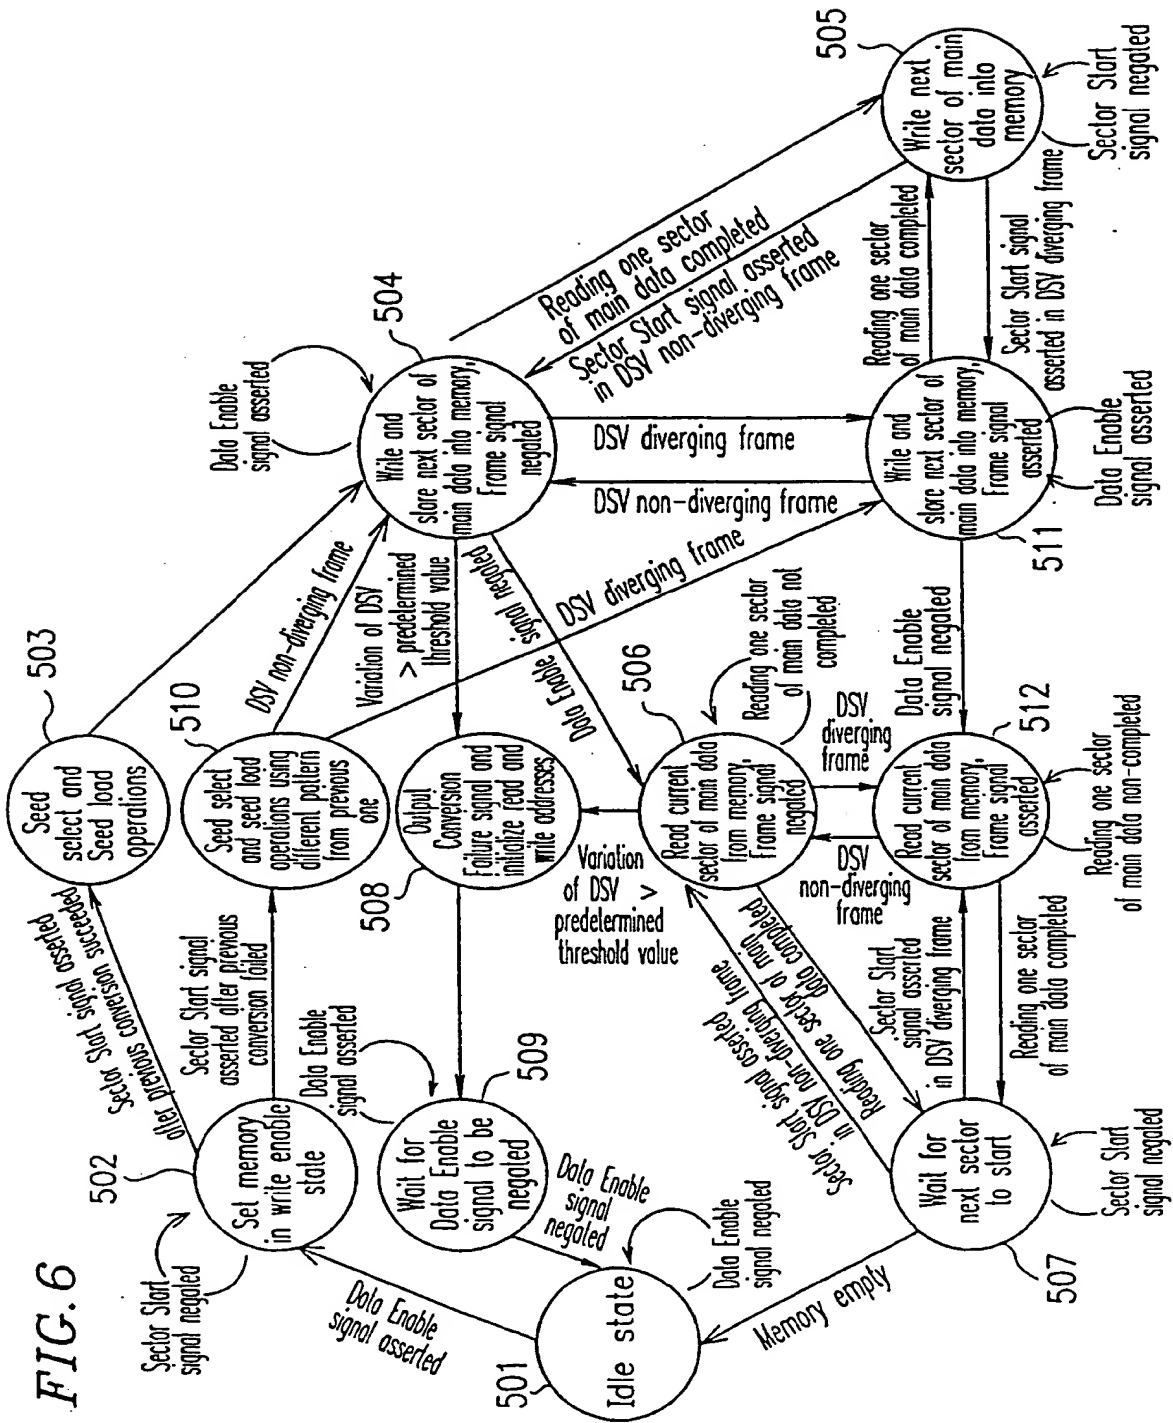 FIG. 6
501
Idle state
Data Enable
signal negated
Data Enable
signal asserted
502
Set memory
in write enable
state
Sector Start
signal negated
Sector Start signal asserted
after previous conversion succeeded
503
Seed
select and
Seed load
operations
Sector Start signal
asserted after previous
conversion failed
510
Seed select
and seed load
operations using
different pattern
from previous
one
DSV non-diverging frame
DSV diverging frame
504
Write and
store next sector of
main data into memory,
Frame signal
negated
Data Enable
signal asserted
Variation of DSV
> predetermined
threshold value
Data Enable signal negated
508
Output
Conversion
Failure signal and
initialize read and
write addresses
509
Wait for
Data Enable
signal to be
negated
Data Enable
signal asserted
Data Enable
signal
negated
Reading one sector
of main data completed
Sector Start signal asserted
in DSV non-diverging frame
505
Write next
sector of main
data into
memory
Sector Start
signal negated
Reading one sector
of main data completed
Sector Start signal
asserted in DSV diverging frame
DSV diverging frame
DSV non-diverging frame
511
Write and
store next sector of
main data into memory,
Frame signal
asserted
Data Enable
signal asserted
Data Enable
signal negated
506
Read current
sector of main data
from memory,
Frame signal
negated
Reading one sector
of main data not
completed
Variation
of DSV >
predetermined
threshold value
DSV
diverging
frame
DSV
non-diverging
frame
512
Read current
sector of main data
from memory,
Frame signal
asserted
Reading one sector
of main data non-completed
Sector Start signal asserted
in DSV non-diverging frame
Reading one sector of main
data completed
Sector Start
signal asserted
in DSV diverging frame
Reading one sector
of main data completed
507
Wait for
next sector
to start
Sector Start
signal negated
Memory empty